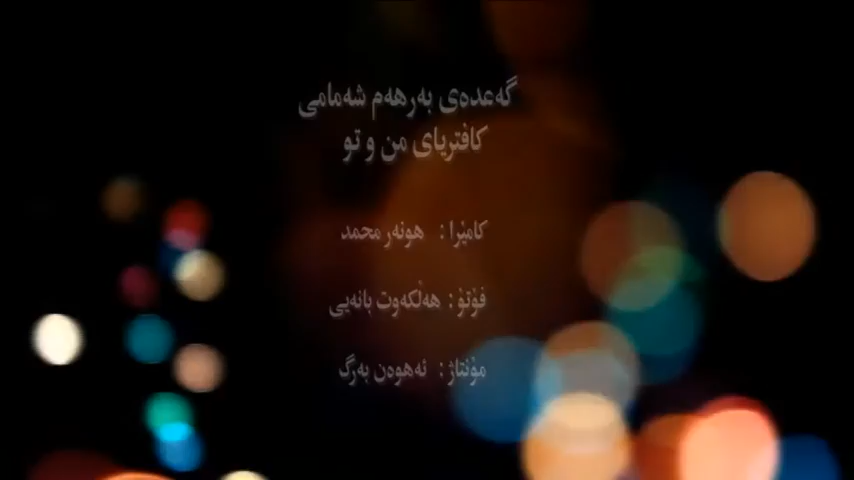 گەعدەی بەرهەم شەمامی
کافتریای من و تو
کامێرا : هونەر محمد
فۆتۆ : هەڵکەوت بانەیی
مۆنتاژ : ئەهوەن بەرگ